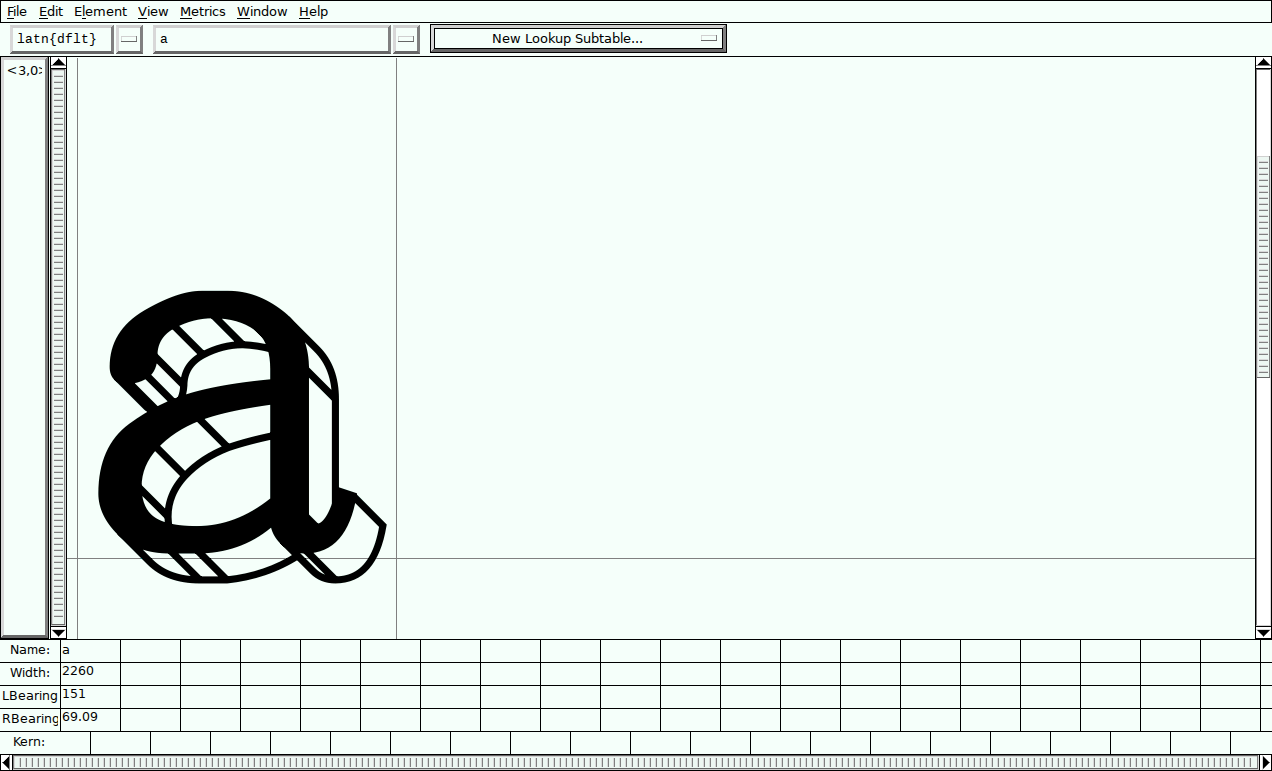 File Edit Element View Metrics Window Help
latn{dflt} a New Lookup Subtable...
<3,0>
a
Name: a
Width: 2260
LBearing 151
RBearing 69.09
Kern: